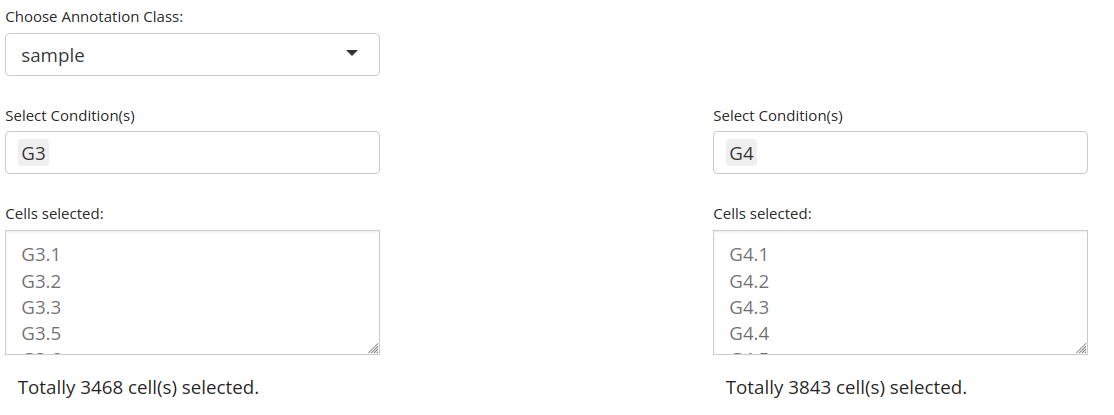 Choose Annotation Class:
sample
Select Condition(s)
G3
Cells selected:
G3.1
G3.2
G3.3
G3.5
Totally 3468 cell(s) selected.
Select Condition(s)
G4
Cells selected:
G4.1
G4.2
G4.3
G4.4
Totally 3843 cell(s) selected.